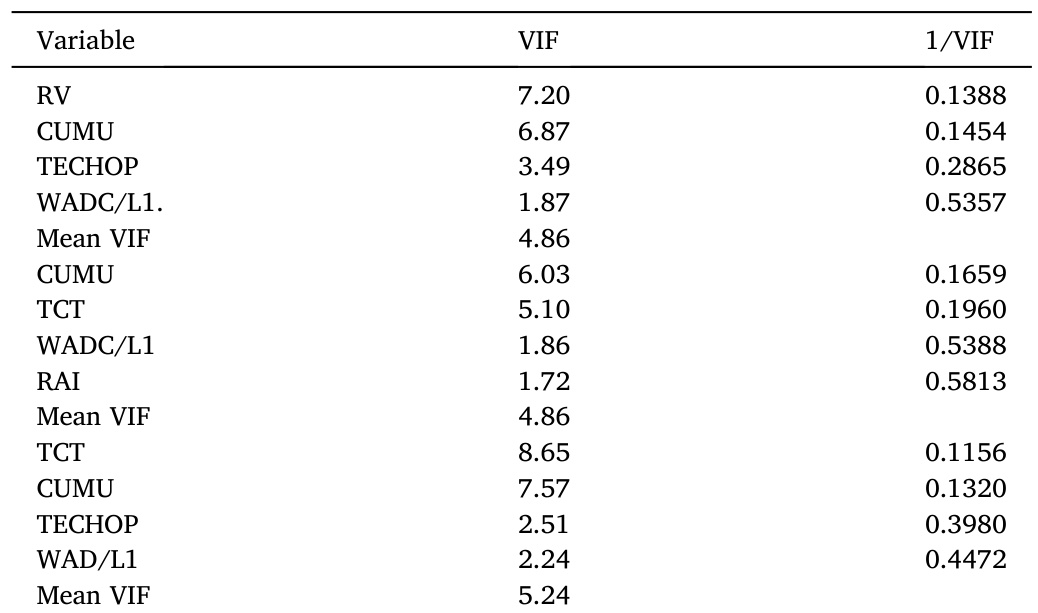 Variable VIF 1/VIF
RV 7.20 0.1388
CUMU 6.87 0.1454
TECHOP 3.49 0.2865
WADC/L1. 1.87 0.5357
Mean VIF 4.86
CUMU 6.03 0.1659
TCT 5.10 0.1960
WADC/L1 1.86 0.5388
RAI 1.72 0.5813
Mean VIF 4.86
TCT 8.65 0.1156
CUMU 7.57 0.1320
TECHOP 2.51 0.3980
WAD/L1 2.24 0.4472
Mean VIF 5.24